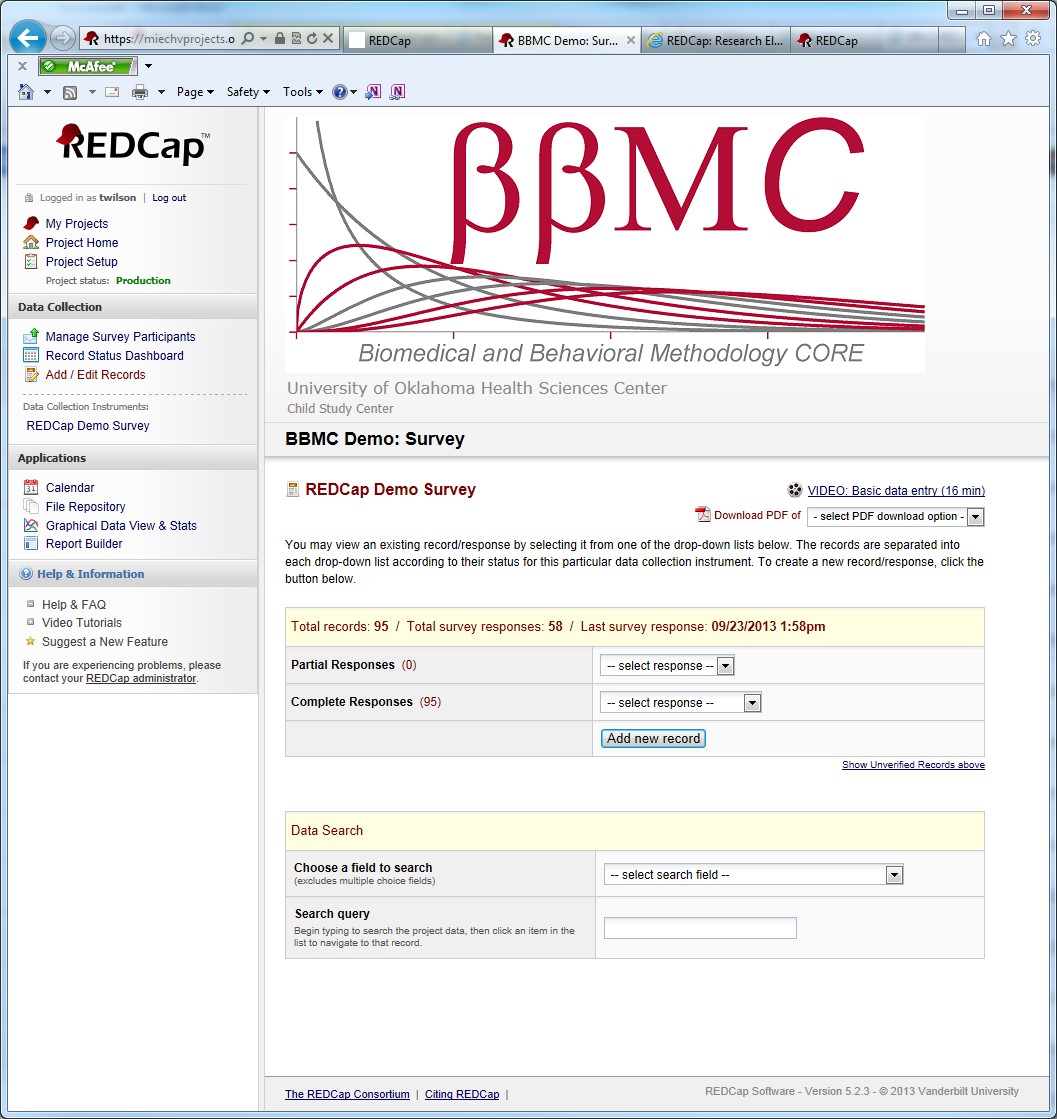 https://miechvprojects.o
REDCap
BBMC Demo: Sur...
REDCap: Research El...
REDCap
McAfee
Page
Safety
Tools
REDCap™
Logged in as twilson | Log out
My Projects
Project Home
Project Setup
Project status: Production
Data Collection
Manage Survey Participants
Record Status Dashboard
Add / Edit Records
Data Collection Instruments:
REDCap Demo Survey
Applications
Calendar
File Repository
Graphical Data View & Stats
Report Builder
Help & Information
Help & FAQ
Video Tutorials
Suggest a New Feature
If you are experiencing problems, please
contact your REDCap administrator.
ββMC
Biomedical and Behavioral Methodology CORE
University of Oklahoma Health Sciences Center
Child Study Center
BBMC Demo: Survey
REDCap Demo Survey
VIDEO: Basic data entry (16 min)
Download PDF of - select PDF download option -
You may view an existing record/response by selecting it from one of the drop-down lists below. The records are separated into
each drop-down list according to their status for this particular data collection instrument. To create a new record/response, click the
button below.
Total records: 95 / Total survey responses: 58 / Last survey response: 09/23/2013 1:58pm
Partial Responses (0) -- select response --
Complete Responses (95) -- select response --
Add new record
Show Unverified Records above
Data Search
Choose a field to search
(excludes multiple choice fields)
-- select search field --
Search query
Begin typing to search the project data, then click an item in the
list to navigate to that record.
The REDCap Consortium | Citing REDCap |
REDCap Software - Version 5.2.3 - © 2013 Vanderbilt University